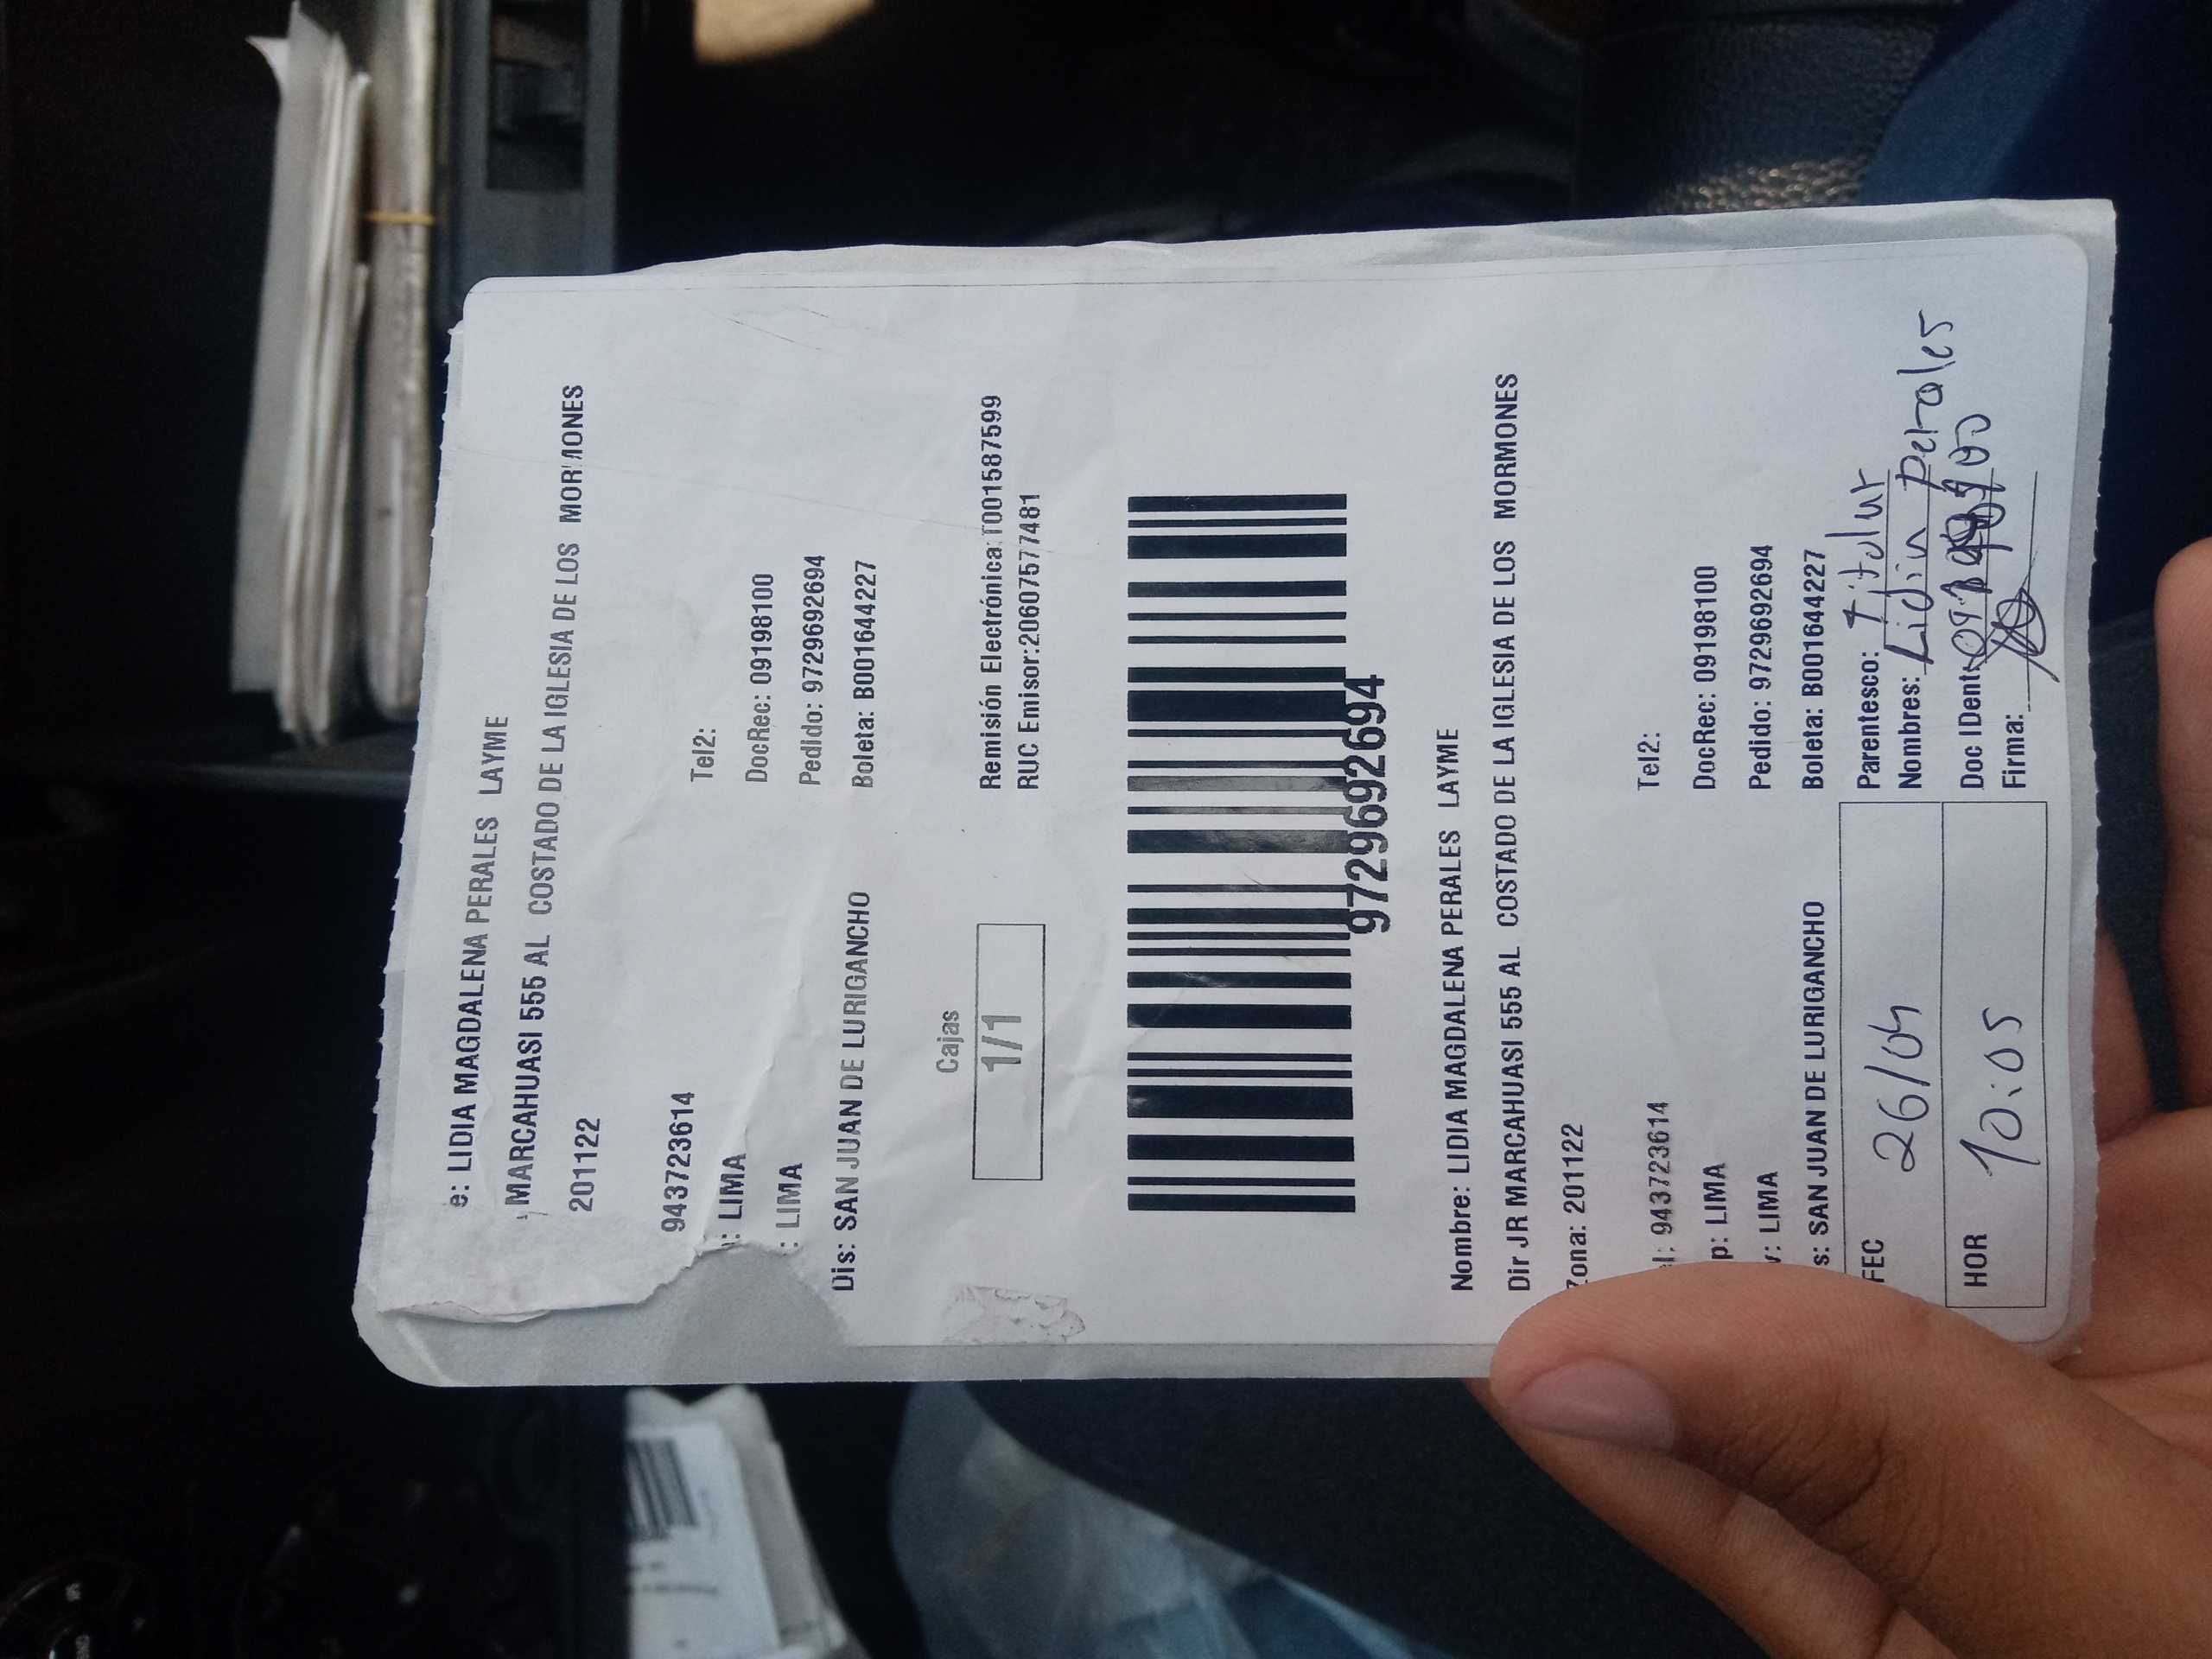 e: LIDIA MAGDALENA PERALES LAYME
MARCAHUASI 555 AL COSTADO DE LA IGLESIA DE LOS MORMONES
201122
943723614 Tel2:
: LIMA DocRec: 09198100
: LIMA Pedido: 9729692694
Dis: SAN JUAN DE LURIGANCHO Boleta: B001644227
Cajas
1/1
Remisión Electrónica:T001587599
RUC Emisor:20607577481
9729692694
Nombre: LIDIA MAGDALENA PERALES LAYME
Dir JR MARCAHUASI 555 AL COSTADO DE LA IGLESIA DE LOS MORMONES
Zona: 201122
l: 943723614 Tel2:
p: LIMA DocRec: 09198100
v: LIMA Pedido: 9729692694
s: SAN JUAN DE LURIGANCHO Boleta: B001644227
FEC 26/04
HOR 10:05
Parentesco: Titular
Nombres: Lidia perales
Doc IDent:
Firma: